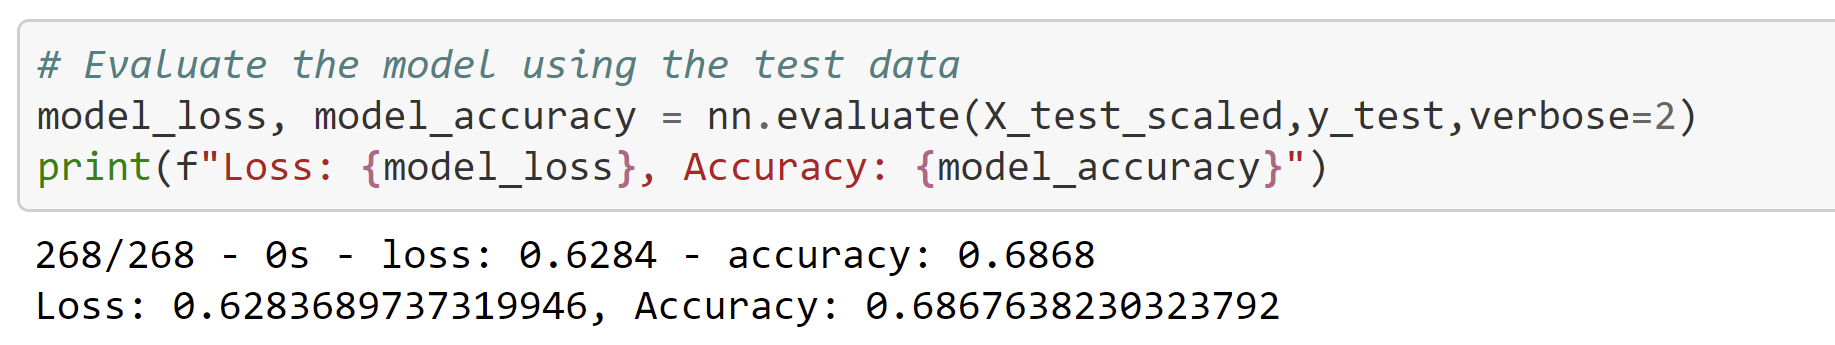 # Evaluate the model using the test data
model_loss, model_accuracy = nn.evaluate(X_test_scaled,y_test,verbose=2)
print(f"Loss: {model_loss}, Accuracy: {model_accuracy}")
268/268 - 0s - loss: 0.6284 - accuracy: 0.6868
Loss: 0.6283689737319946, Accuracy: 0.6867638230323792